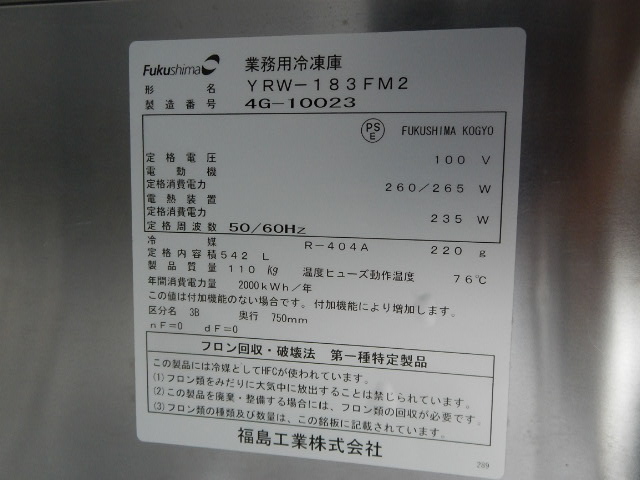 Fukushima 業務用冷凍庫
形名 YRW-183FM2
製造番号 4G-10023
PS E FUKUSHIMA KOGYO
定格電圧 100 V
電動機
定格消費電力 260/265 W
電熱装置
定格消費電力 235 W
定格周波数 50/60Hz
冷媒 R-404A 220 g
定格内容積 542 L
製品質量 110 kg 温度ヒューズ動作温度 76℃
年間消費電力量 2000kWh/年
この値は付加機能のない場合です。付加機能により増加します。
区分名 3B 奥行 750mm
nF=0 dF=0
フロン回収・破壊法 第一種特定製品
この製品には冷媒としてHFCが使われています。
(1)フロン類をみだりに大気中に放出することは禁じられています。
(2)この製品を廃棄・整備する場合には、フロン類の回収が必要です。
(3)フロン類の種類及び数量は、この銘板に記載されています。
福島工業株式会社
289